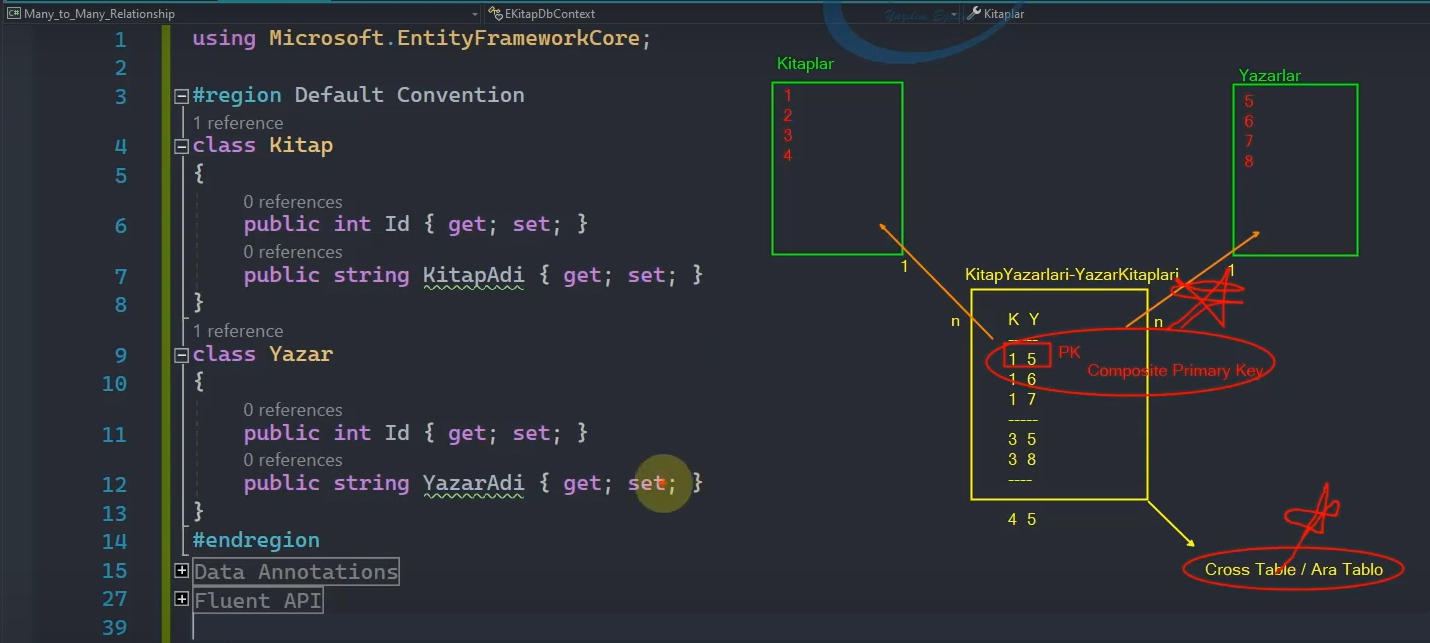 Many_to_Many_Relationship
EKitapDbContext
Kitaplar
1 using Microsoft.EntityFrameworkCore;
2
3 #region Default Convention
1 reference
4 class Kitap
5 {
0 references
6 public int Id { get; set; }
0 references
7 public string KitapAdi { get; set; }
8 }
1 reference
9 class Yazar
10 {
0 references
11 public int Id { get; set; }
0 references
12 public string YazarAdi { get; set; }
13 }
14 #endregion
15 Data Annotations
27 Fluent API
39
Kitaplar
1
2
3
4
1
Yazarlar
5
6
7
8
1
KitapYazarlari-YazarKitaplari
n
n
K Y
-----
1 5 PK
Composite Primary Key
1 6
1 7
-----
3 5
3 8
----
4 5
Cross Table / Ara Tablo